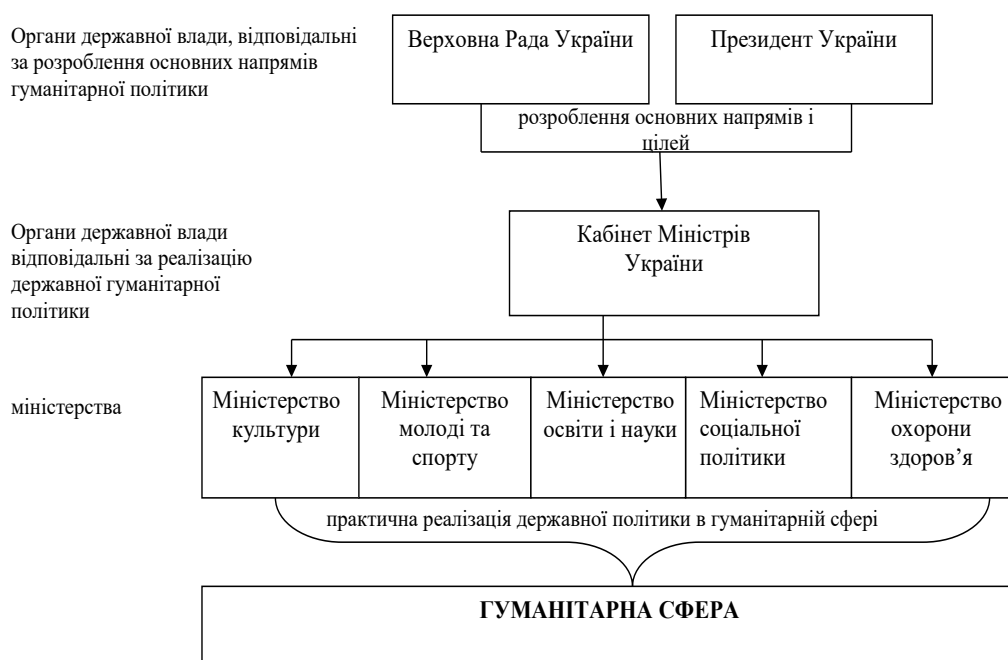 Органи державної влади, відповідальні
за розроблення основних напрямів
гуманітарної політики
Верховна Рада України
Президент України
розроблення основних напрямів і
цілей
Органи державної влади
відповідальні за реалізацію
державної гуманітарної
політики
Кабінет Міністрів
України
міністерства
Міністерство
культури
Міністерство
молоді та
спорту
Міністерство
освіти і науки
Міністерство
соціальної
політики
Міністерство
охорони
здоров’я
практична реалізація державної політики в гуманітарній сфері
ГУМАНІТАРНА СФЕРА